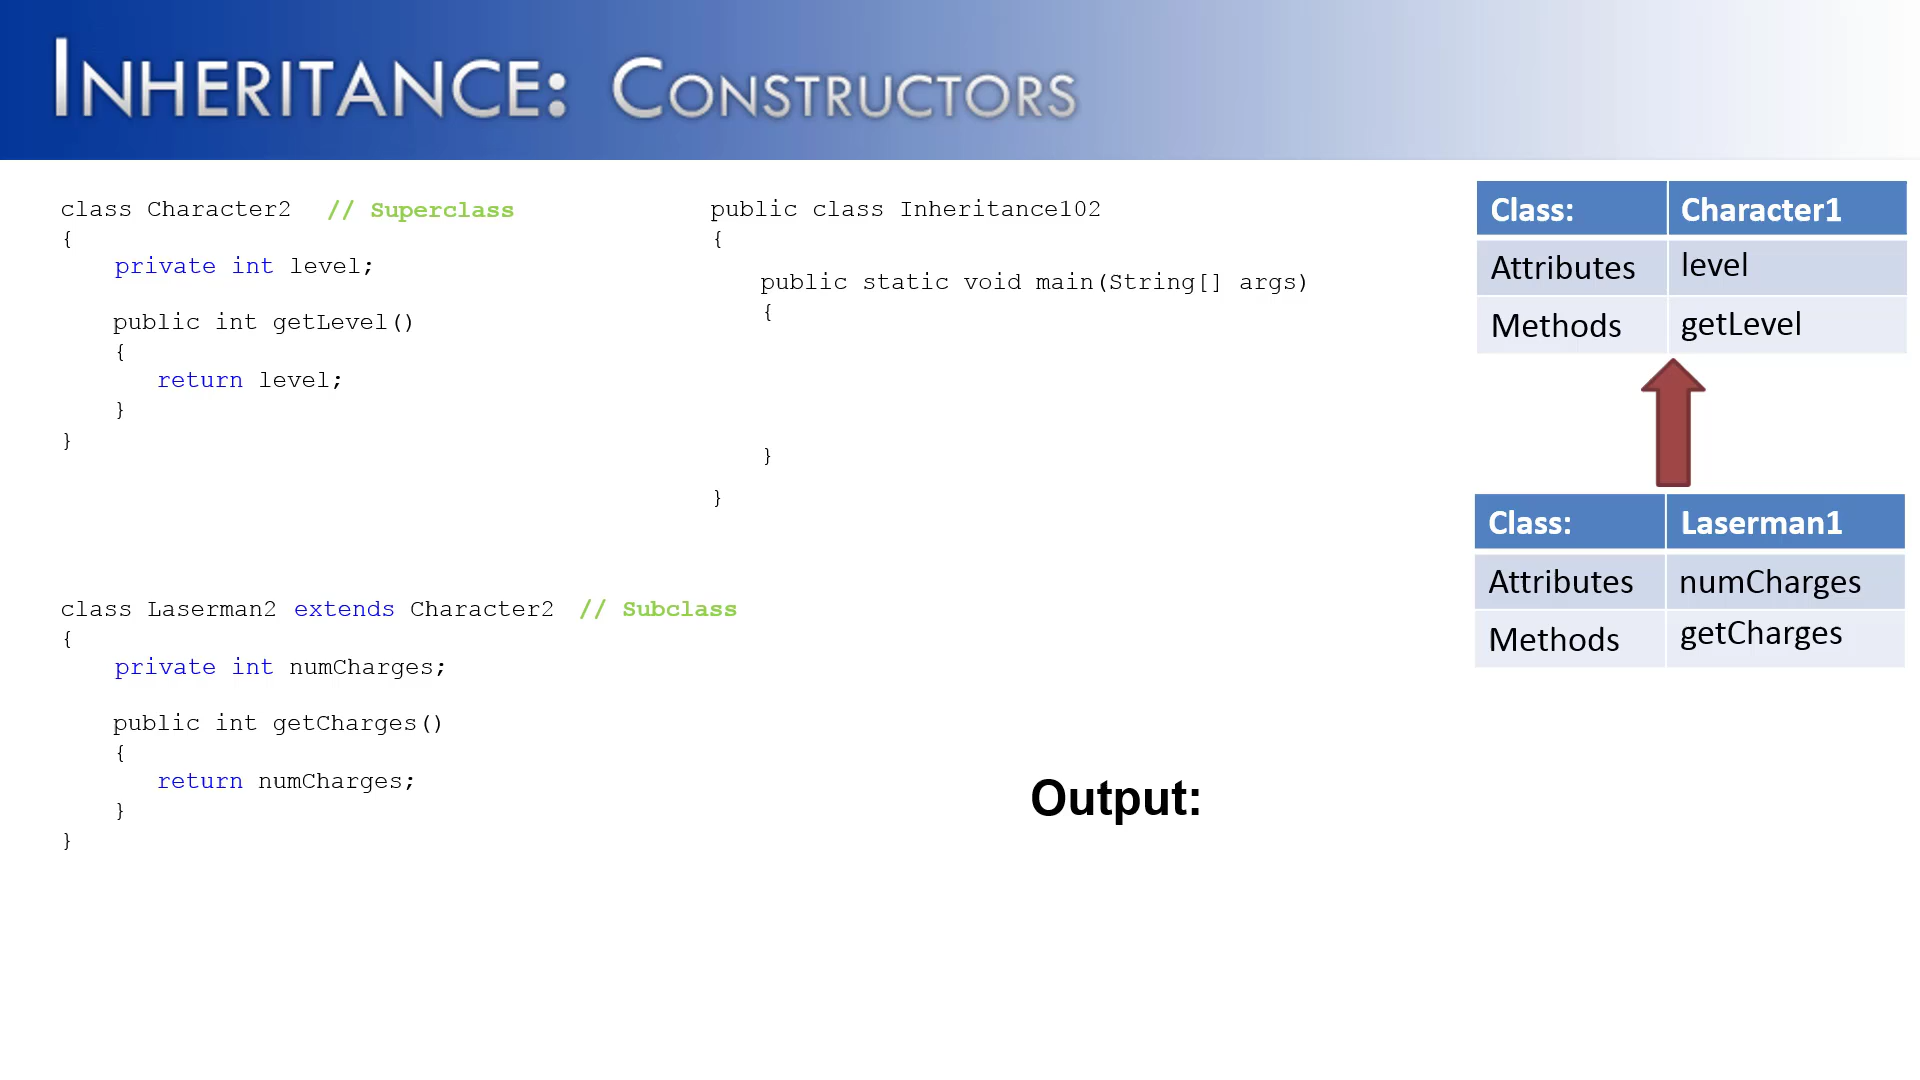 Inheritance: Constructors
class Character2 // Superclass
{
private int level;
public int getLevel()
{
return level;
}
}
class Laserman2 extends Character2 // Subclass
{
private int numCharges;
public int getCharges()
{
return numCharges;
}
}
public class Inheritance102
{
public static void main(String[] args)
{
}
}
Output:
Class: Character1
Attributes level
Methods getLevel
Class: Laserman1
Attributes numCharges
Methods getCharges